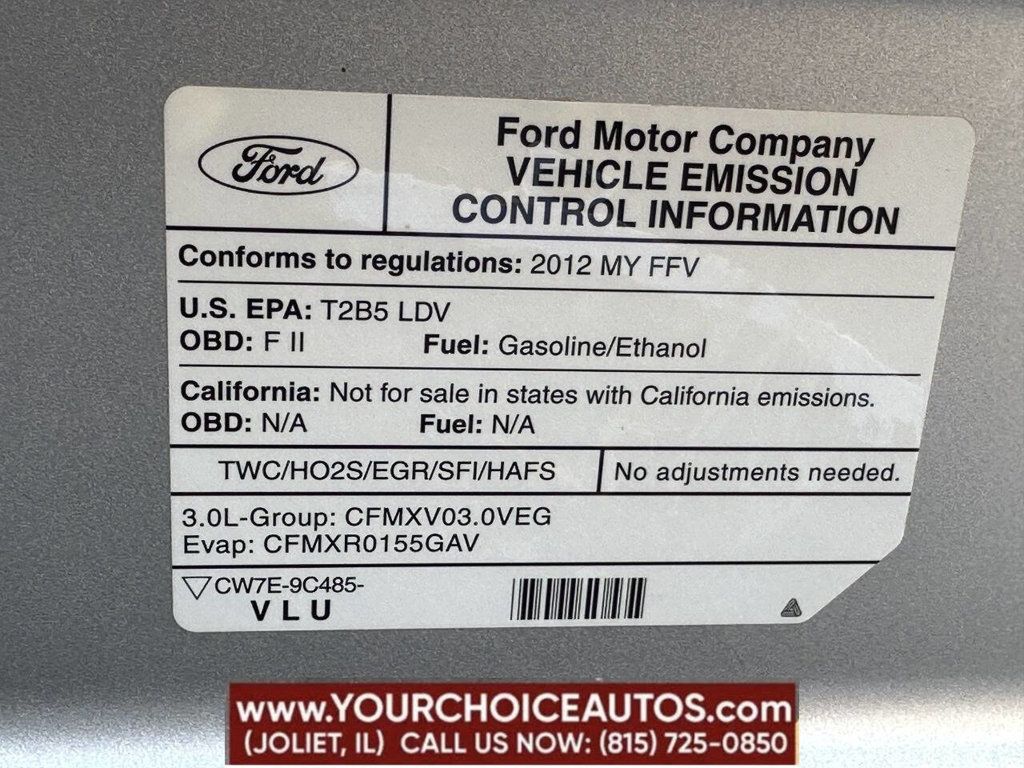 Ford
Ford Motor Company
VEHICLE EMISSION
CONTROL INFORMATION
Conforms to regulations: 2012 MY FFV
U.S. EPA: T2B5 LDV
OBD: F II Fuel: Gasoline/Ethanol
California: Not for sale in states with California emissions.
OBD: N/A Fuel: N/A
TWC/HO2S/EGR/SFI/HAFS No adjustments needed.
3.0L-Group: CFMXV03.0VEG
Evap: CFMXR0155GAV
CW7E-9C485-
VLU
www.YOURCHOICEAUTOS.com
(JOLIET, IL) CALL US NOW: (815) 725-0850